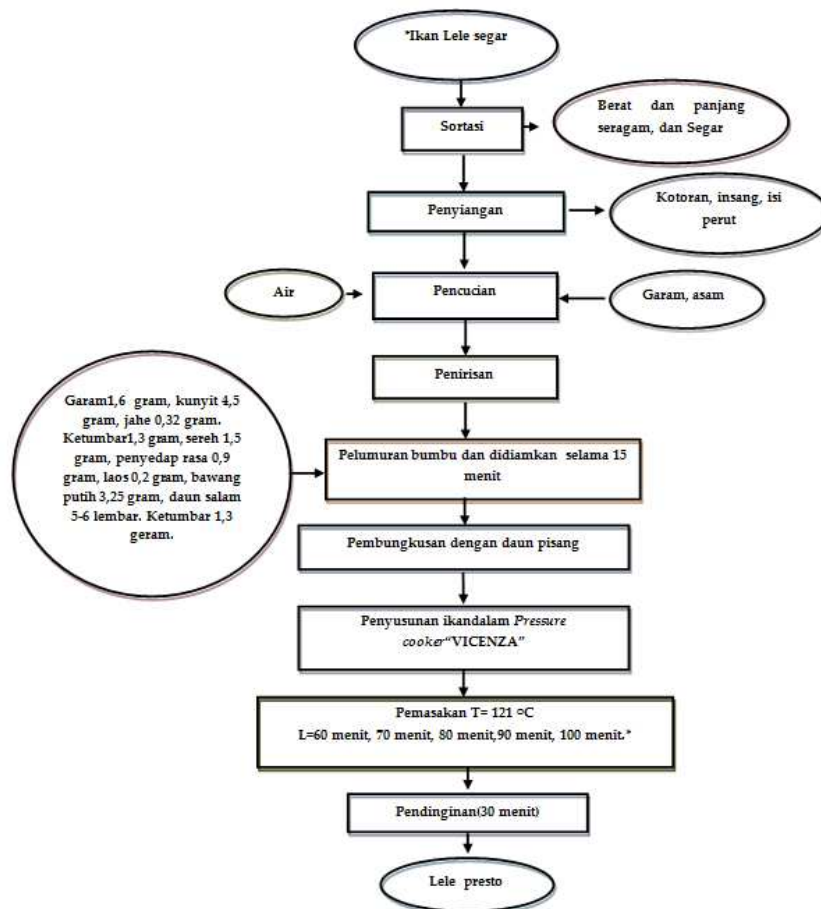 *Ikan Lele segar
Sortasi
Berat dan panjang
seragam, dan Segar
Penyiangan
Kotoran, insang, isi
perut
Air
Pencucian
Garam, asam
Penirisan
Garam1,6 gram, kunyit 4,5
gram, jahe 0,32 gram.
Ketumbar1,3 gram, sereh 1,5
gram, penyedap rasa 0,9
gram, laos 0,2 gram, bawang
putih 3,25 gram, daun salam
5-6 lembar. Ketumbar 1,3
geram.
Pelumuran bumbu dan didiamkan selama 15
menit
Pembungkusan dengan daun pisang
Penyusunan ikandalam Pressure
cooker“VICENZA”
Pemasakan T= 121 °C
L=60 menit, 70 menit, 80 menit,90 menit, 100 menit.*
Pendinginan(30 menit)
Lele presto